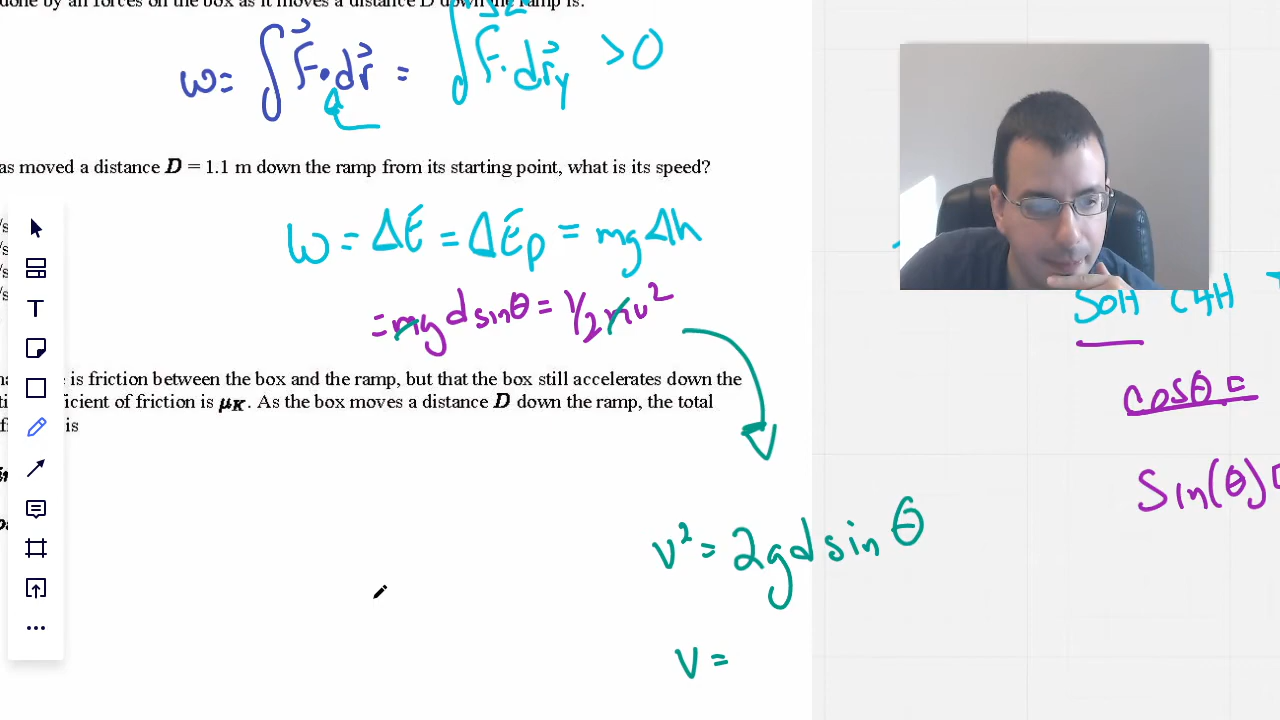 done by all forces on the box as it moves a distance D down the ramp is:
W = ∫ F⃗ · dr⃗ = ∫ F · dr⃗y > 0
as moved a distance D = 1.1 m down the ramp from its starting point, what is its speed?
W = ΔE = ΔEp = mgΔh
= mg d sinθ = 1/2 mv²
is friction between the box and the ramp, but that the box still accelerates down the
icient of friction is μK. As the box moves a distance D down the ramp, the total
is
v² = 2gd sin θ
v =
SOH CAH
cosθ =
Sin(θ)
T